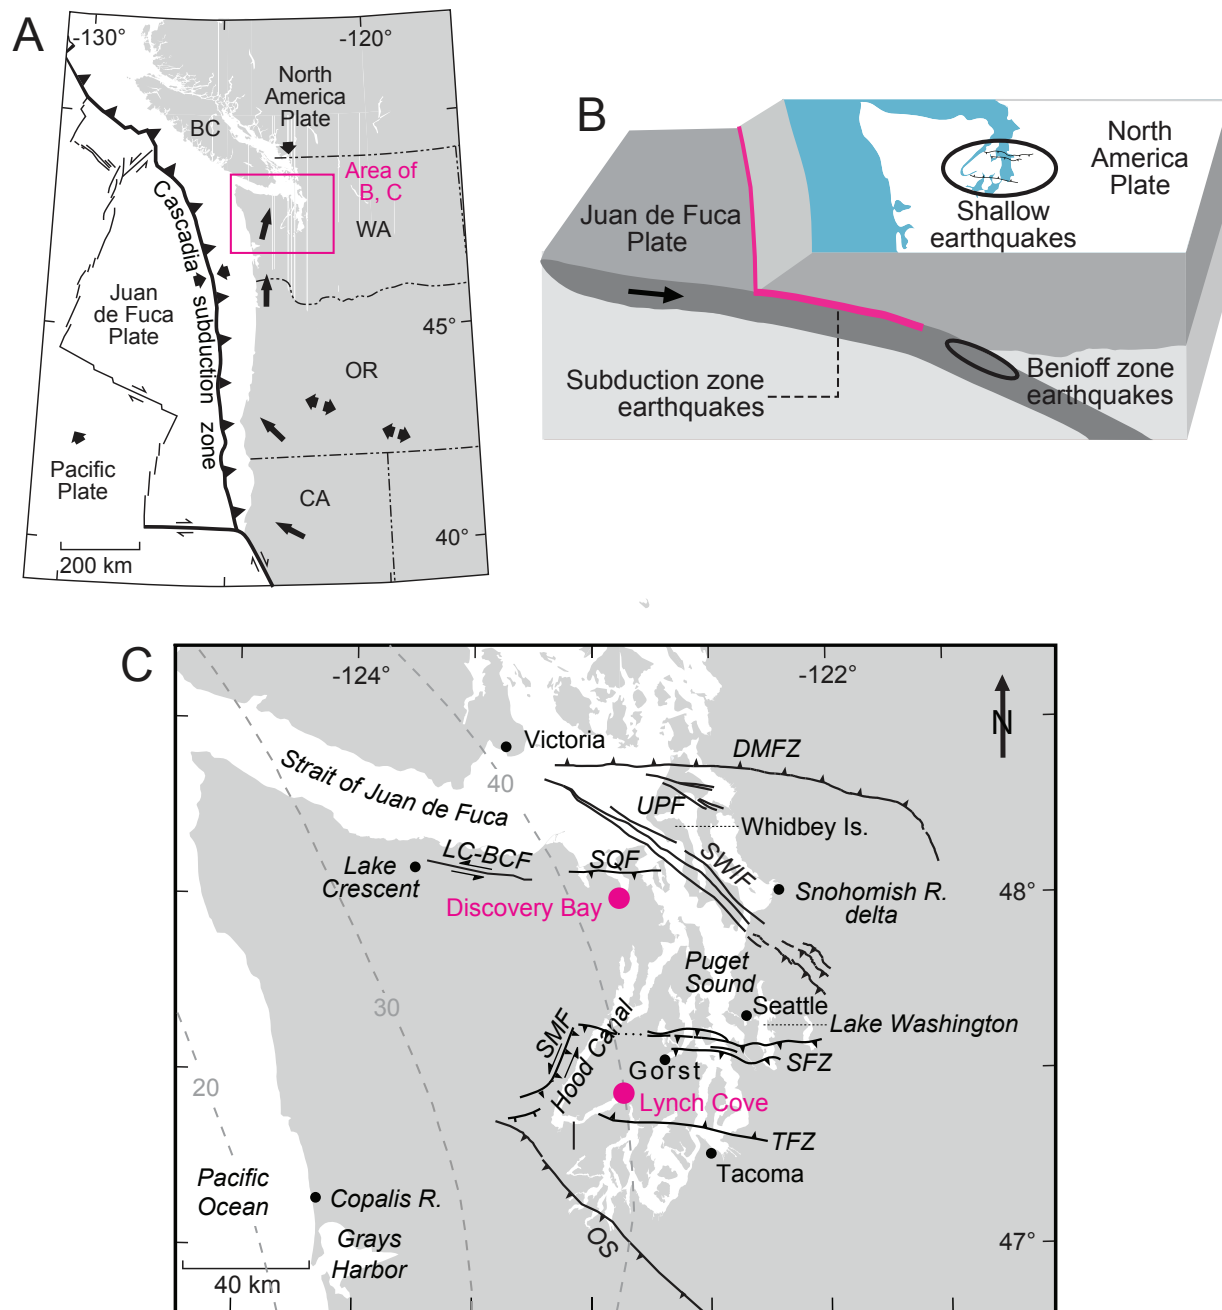 A
-130°
-120°
North
America
Plate
BC
Area of
B, C
WA
Cascadia subduction zone
Juan
de Fuca
Plate
45°
OR
Pacific
Plate
CA
200 km
40°
B
North
America
Plate
Juan de Fuca
Plate
Shallow
earthquakes
Subduction zone
earthquakes
Benioff zone
earthquakes
C
-124°
-122°
N
Victoria
DMFZ
40
Strait of Juan de Fuca
UPF
Whidbey Is.
LC-BCF
SQF
SWIF
Lake
Crescent
Snohomish R.
delta
48°
Discovery Bay
Puget
Sound
Seattle
30
SMF
Hood Canal
Lake Washington
Gorst
SFZ
20
Lynch Cove
TFZ
Tacoma
Pacific
Ocean
Copalis R.
OS
Grays
Harbor
47°
40 km